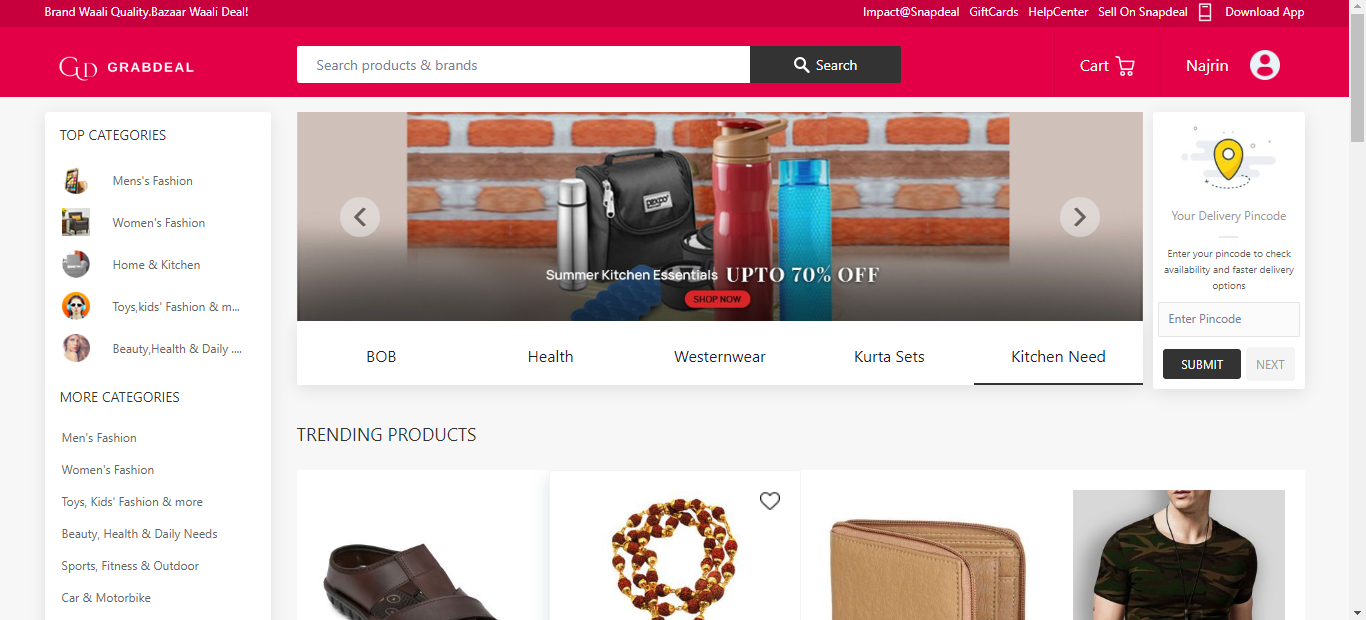 Brand Waali Quality.Bazaar Waali Deal!
Impact@Snapdeal GiftCards HelpCenter Sell On Snapdeal Download App
GD GRABDEAL
Search products & brands
Search
Cart
Najrin
TOP CATEGORIES
Mens's Fashion
Women's Fashion
Home & Kitchen
Toys,kids' Fashion & m...
Beauty,Health & Daily ....
MORE CATEGORIES
Men's Fashion
Women's Fashion
Toys, Kids' Fashion & more
Beauty, Health & Daily Needs
Sports, Fitness & Outdoor
Car & Motorbike
DEXPO
Summer Kitchen Essentials UPTO 70% OFF
SHOP NOW
BOB Health Westernwear Kurta Sets Kitchen Need
Your Delivery Pincode
Enter your pincode to check
availability and faster delivery
options
Enter Pincode
SUBMIT NEXT
TRENDING PRODUCTS